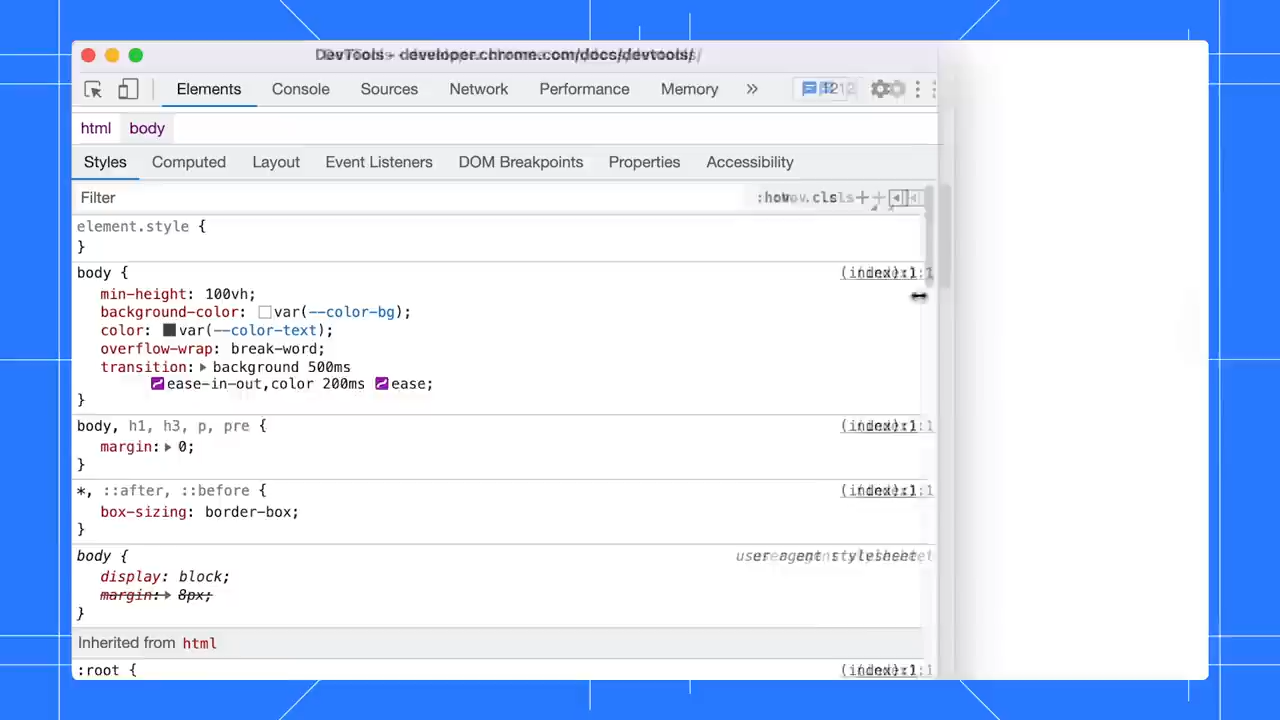 DevTools - developer.chrome.com/docs/devtools/
Elements Console Sources Network Performance Memory » 12
html body
Styles Computed Layout Event Listeners DOM Breakpoints Properties Accessibility
Filter :hov .cls
element.style {
}
body { (index):1
min-height: 100vh;
background-color: var(--color-bg);
color: var(--color-text);
overflow-wrap: break-word;
transition: background 500ms
ease-in-out,color 200ms ease;
}
body, h1, h3, p, pre { (index):1
margin: 0;
}
*, ::after, ::before { (index):1
box-sizing: border-box;
}
body { user agent stylesheet
display: block;
margin: 8px;
}
Inherited from html
:root { (index):1